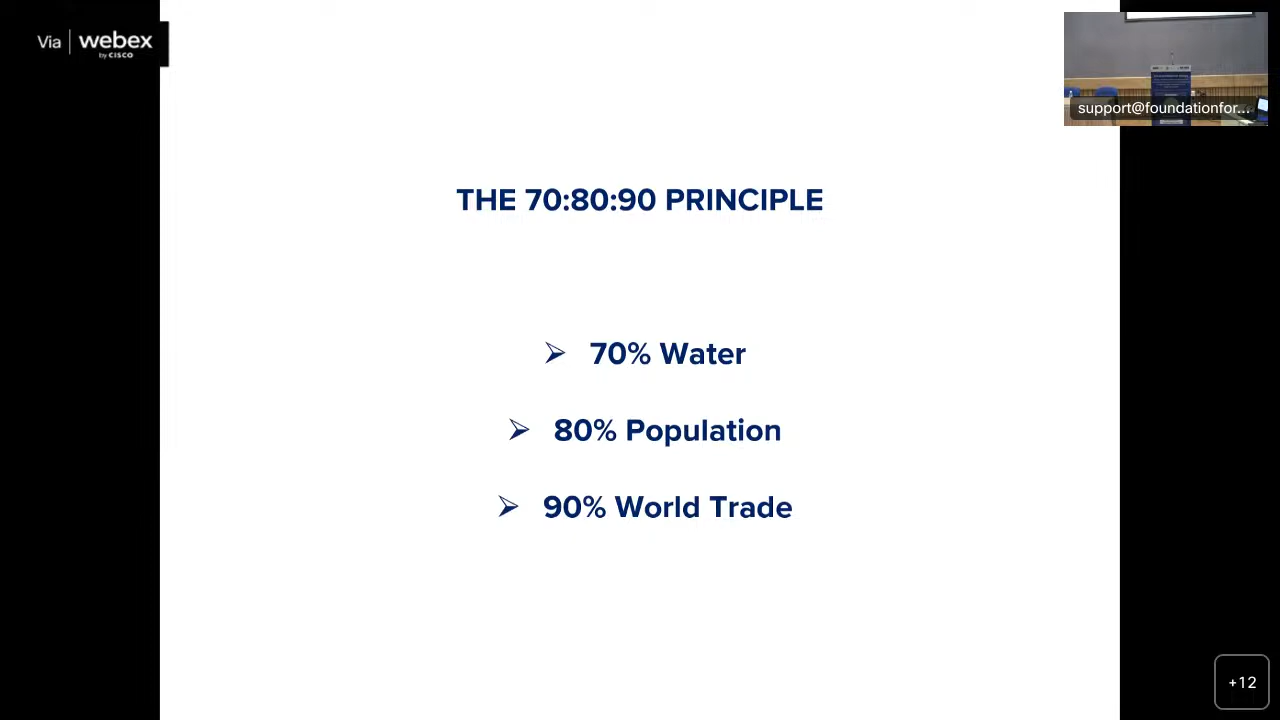 Via webex
by CISCO
support@foundationfor...
THE 70:80:90 PRINCIPLE
➢ 70% Water
➢ 80% Population
➢ 90% World Trade
+12